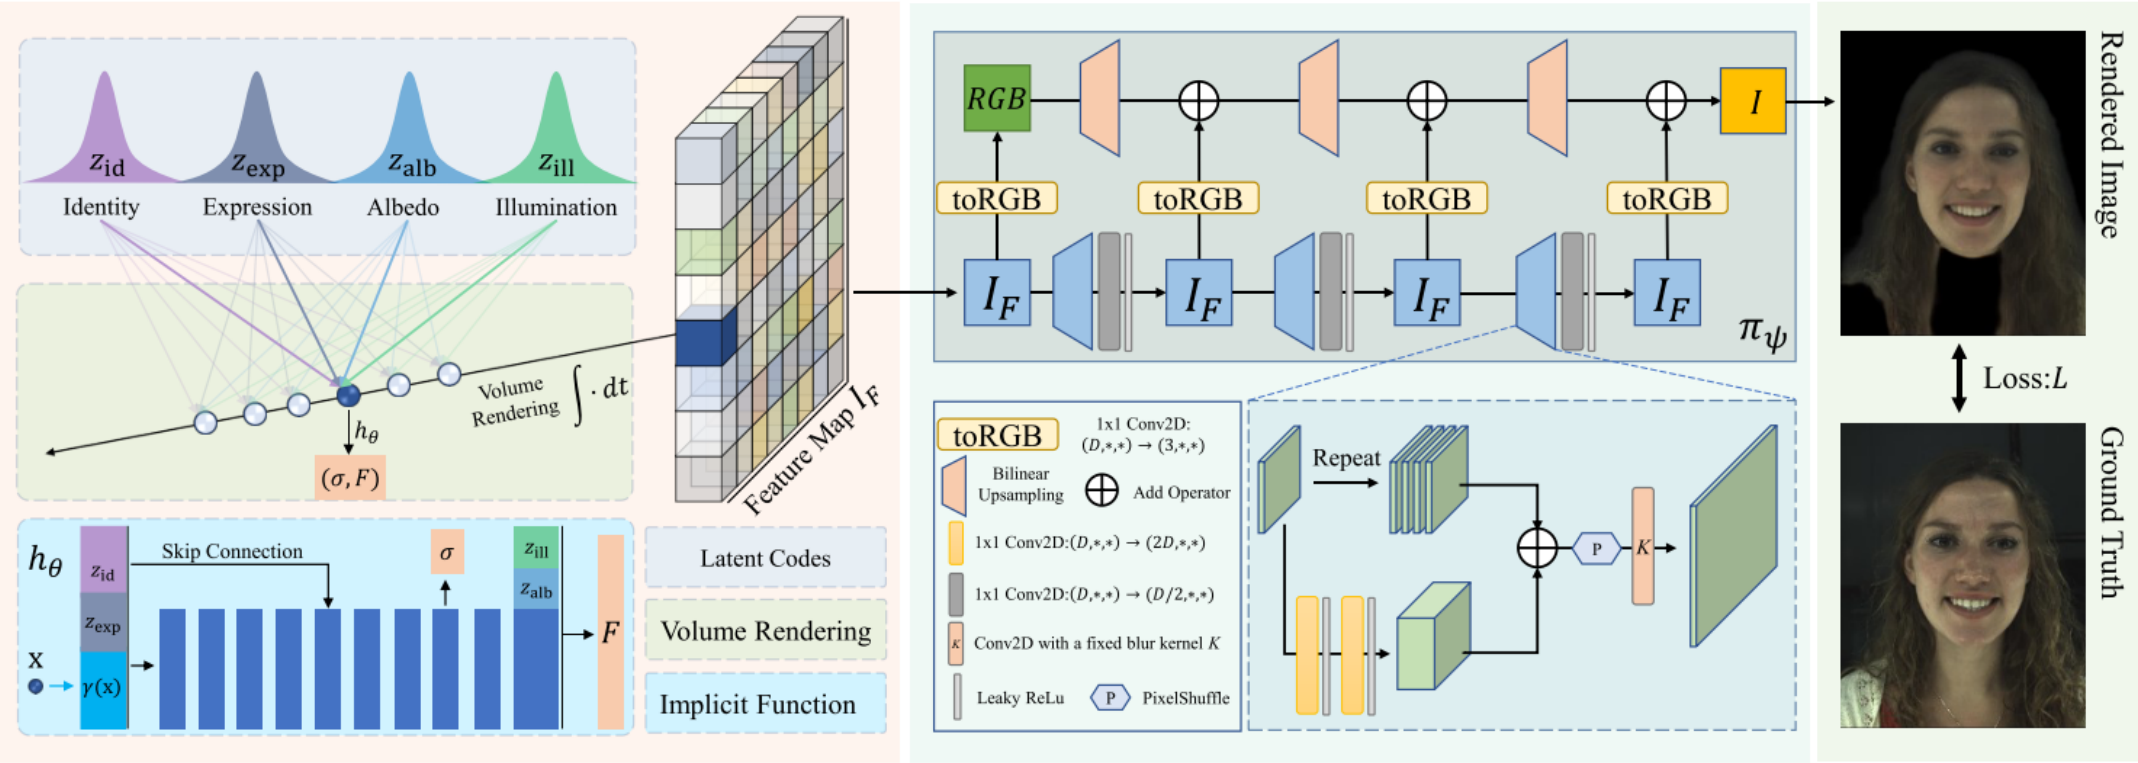 z_id z_exp z_alb z_ill
Identity Expression Albedo Illumination
Volume
Rendering ∫ · dt
h_θ
(σ, F)
Feature Map I_F
h_θ
z_id
z_exp
x
γ(x)
Skip Connection
σ
z_ill
z_alb
F
Latent Codes
Volume Rendering
Implicit Function
RGB
I
toRGB toRGB toRGB toRGB
I_F I_F I_F I_F
π_ψ
toRGB
1x1 Conv2D:
(D,*,*) → (3,*,*)
Bilinear
Upsampling
Add Operator
1x1 Conv2D:(D,*,*) → (2D,*,*)
1x1 Conv2D:(D,*,*) → (D/2,*,*)
K
Conv2D with a fixed blur kernel K
Leaky ReLu
P
PixelShuffle
Repeat
P
K
Rendered Image
Loss:L
Ground Truth